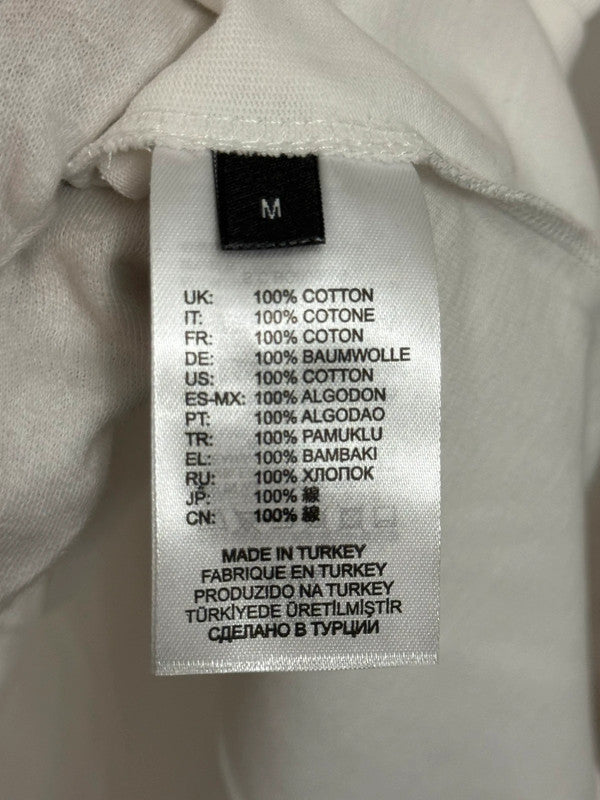 M
UK: 100% COTTON
IT: 100% COTONE
FR: 100% COTON
DE: 100% BAUMWOLLE
US: 100% COTTON
ES-MX: 100% ALGODON
PT: 100% ALGODAO
TR: 100% PAMUKLU
EL: 100% BAMBAKI
RU: 100% ХЛОПОК
JP: 100% 線
CN: 100% 線
MADE IN TURKEY
FABRIQUE EN TURKEY
PRODUZIDO NA TURKEY
TÜRKİYEDE ÜRETİLMİŞTİR
СДЕЛАНО В ТУРЦИИ